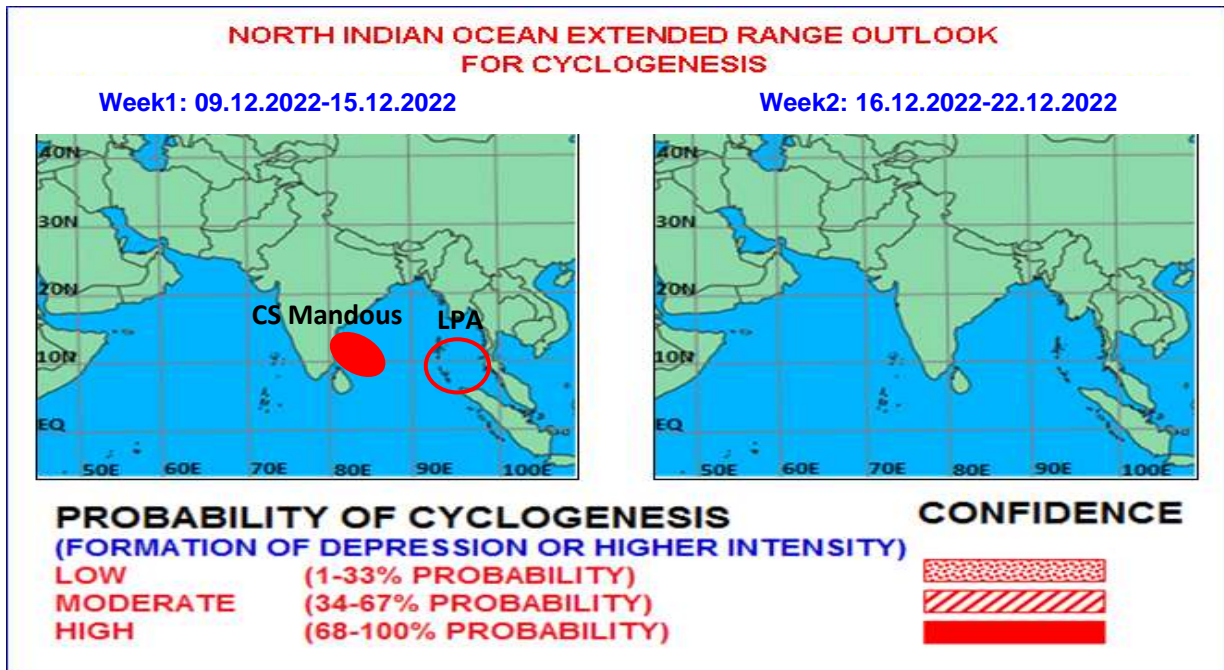 NORTH INDIAN OCEAN EXTENDED RANGE OUTLOOK
FOR CYCLOGENESIS
Week1: 09.12.2022-15.12.2022
Week2: 16.12.2022-22.12.2022
40N
30N
20N
CS Mandous
LPA
10N
EQ
50E 60E 70E 80E 90E 100E
40N
30N
20N
10N
EQ
50E 60E 70E 80E 90E 100E
PROBABILITY OF CYCLOGENESIS
CONFIDENCE
(FORMATION OF DEPRESSION OR HIGHER INTENSITY)
LOW (1-33% PROBABILITY)
MODERATE (34-67% PROBABILITY)
HIGH (68-100% PROBABILITY)